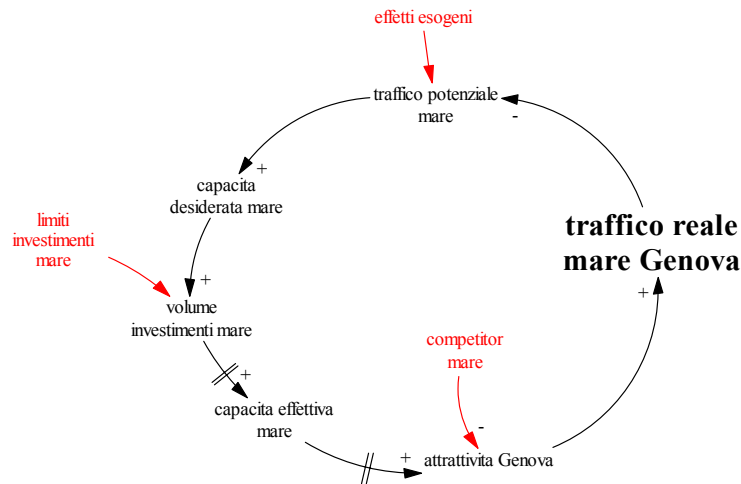 effetti esogeni
traffico potenziale
mare
-
+
capacita
desiderata mare
limiti
investimenti
mare
traffico reale
mare Genova
+
+
volume
investimenti mare
competitor
mare
+
capacita effettiva
mare
-
+
attrattivita Genova